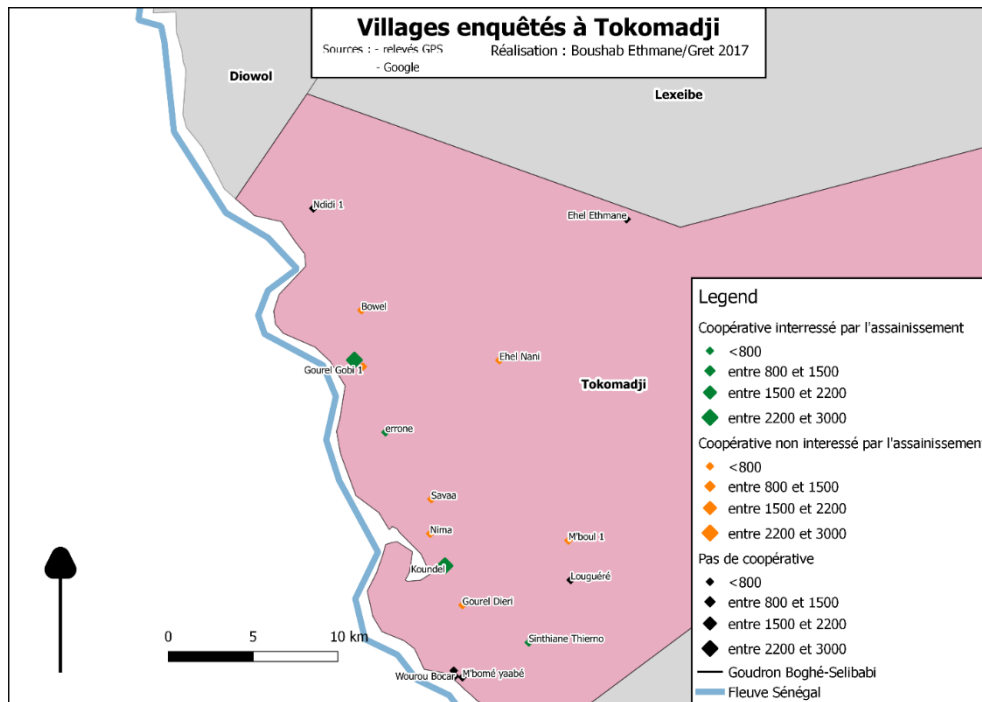 Villages enquêtés à Tokomadji
Sources : - relevés GPS
- Google
Réalisation : Boushab Ethmane/Gret 2017
Diowol
Lexeibe
Ndidi 1
Ehel Ethmane
Bowel
Gourel Gobi 1
Ehel Nani
Tokomadji
errone
Savaa
Nima
M'boul 1
Koundel
Louguéré
Gourel Dieri
Sinthiane Thierno
Wourou Bocar
M'bomé yaabé
0 5 10 km
Legend
Coopérative interressé par l'assainissement
<800
entre 800 et 1500
entre 1500 et 2200
entre 2200 et 3000
Coopérative non interessé par l'assainissement
<800
entre 800 et 1500
entre 1500 et 2200
entre 2200 et 3000
Pas de coopérative
<800
entre 800 et 1500
entre 1500 et 2200
entre 2200 et 3000
Goudron Boghé-Selibabi
Fleuve Sénégal